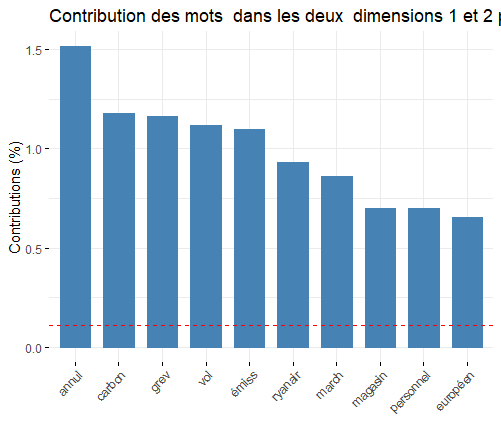 Contribution des mots  dans les deux  dimensions 1 et 2 p
Contributions (%)
1.5
1.0
0.5
0.0
annul
carbon
grev
vol
émiss
ryanair
march
magasin
personnel
européen